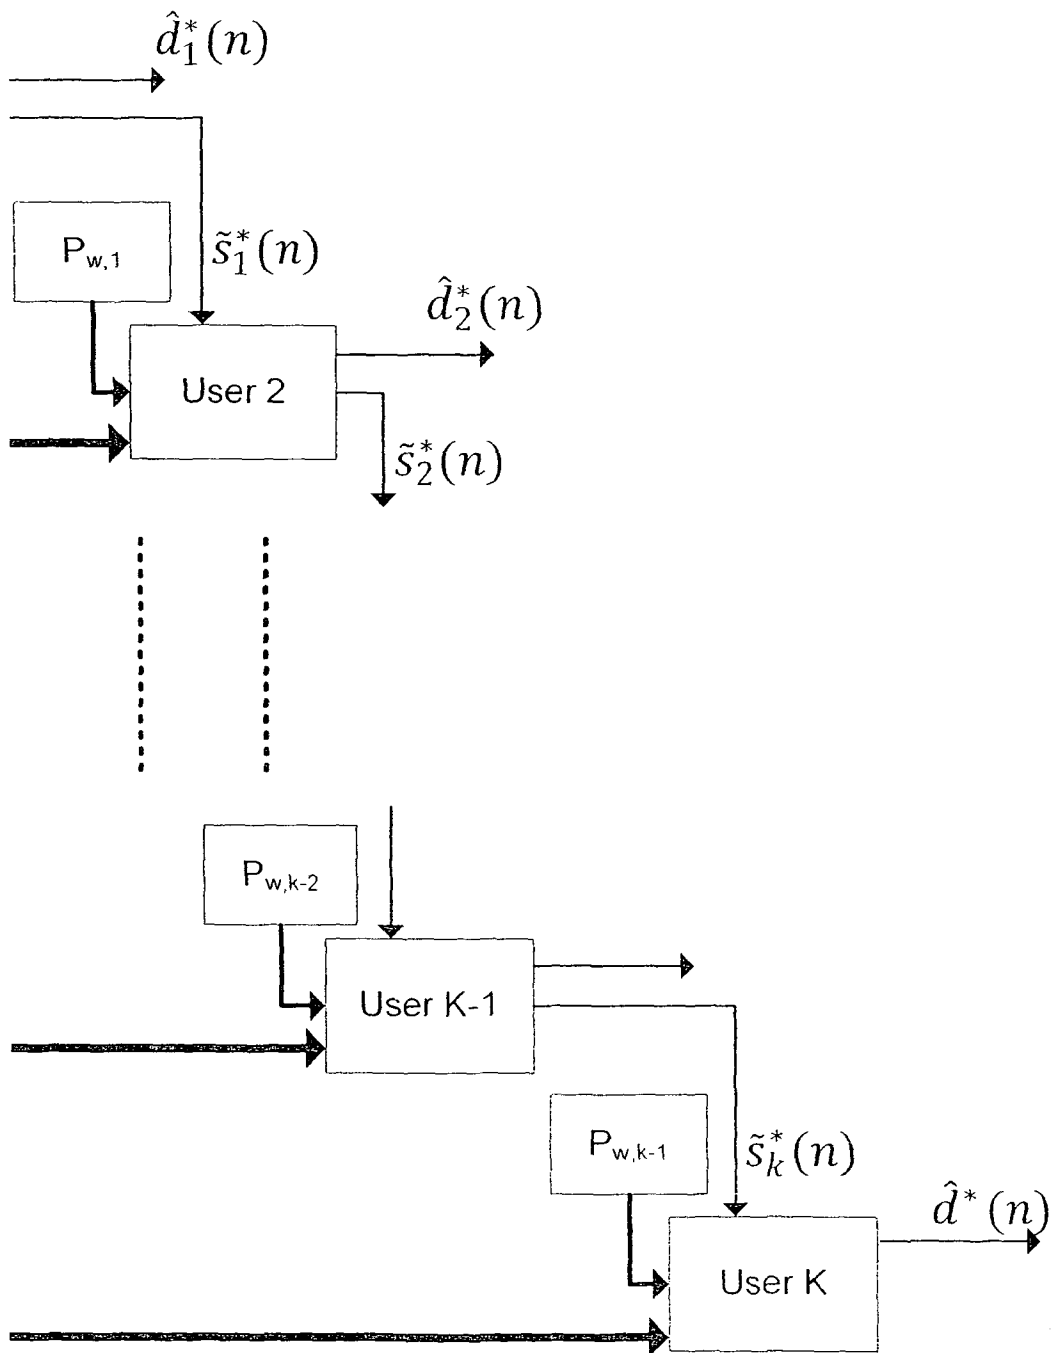 d̂₁*(n)
P_w,1
s̃₁*(n)
d̂₂*(n)
User 2
s̃₂*(n)
P_w,k-2
User K-1
P_w,k-1
s̃ₖ*(n)
d̂*(n)
User K